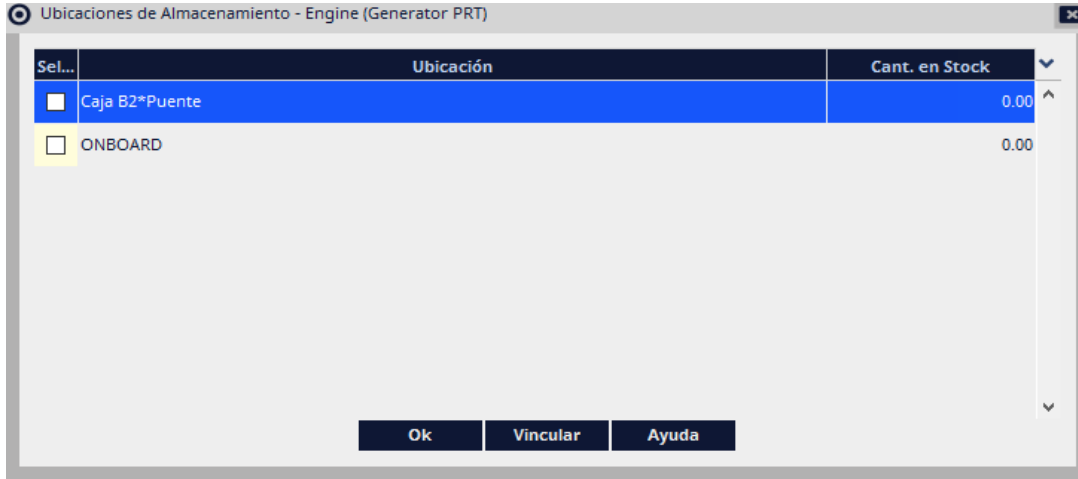 Ubicaciones de Almacenamiento - Engine (Generator PRT)
Sel... Ubicación Cant. en Stock
Caja B2*Puente 0.00
ONBOARD 0.00
Ok Vincular Ayuda